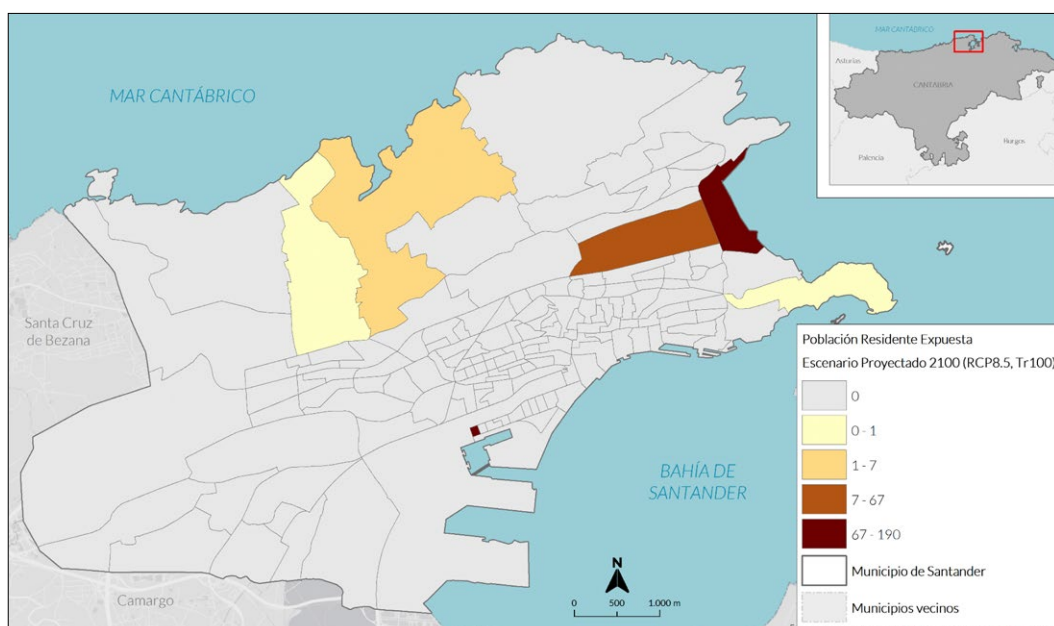 MAR CANTÁBRICO
MAR CANTÁBRICO
Asturias
CANTABRIA
Palencia
Burgos
Santa Cruz
de Bezana
BAHÍA DE
SANTANDER
Camargo
N
0 500 1.000 m
Población Residente Expuesta
Escenario Proyectado 2100 (RCP8.5, Tr100)
0
0 - 1
1 - 7
7 - 67
67 - 190
Municipio de Santander
Municipios vecinos